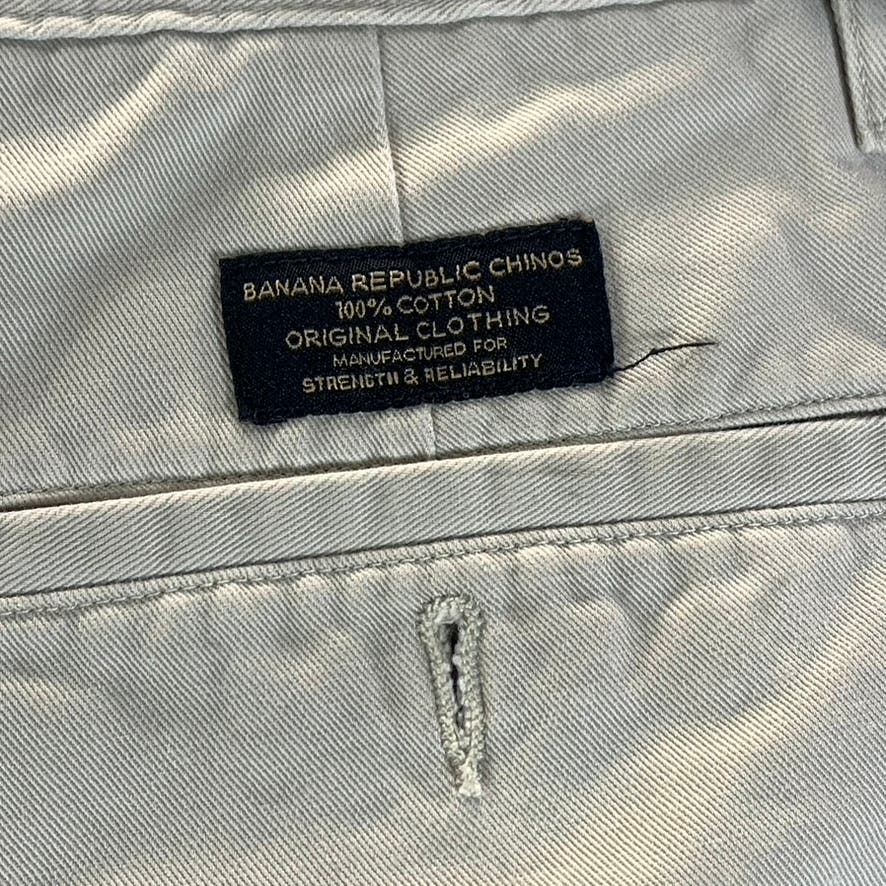 BANANA REPUBLIC CHINOS
100% COTTON
ORIGINAL CLOTHING
MANUFACTURED FOR
STRENGTH & RELIABILITY